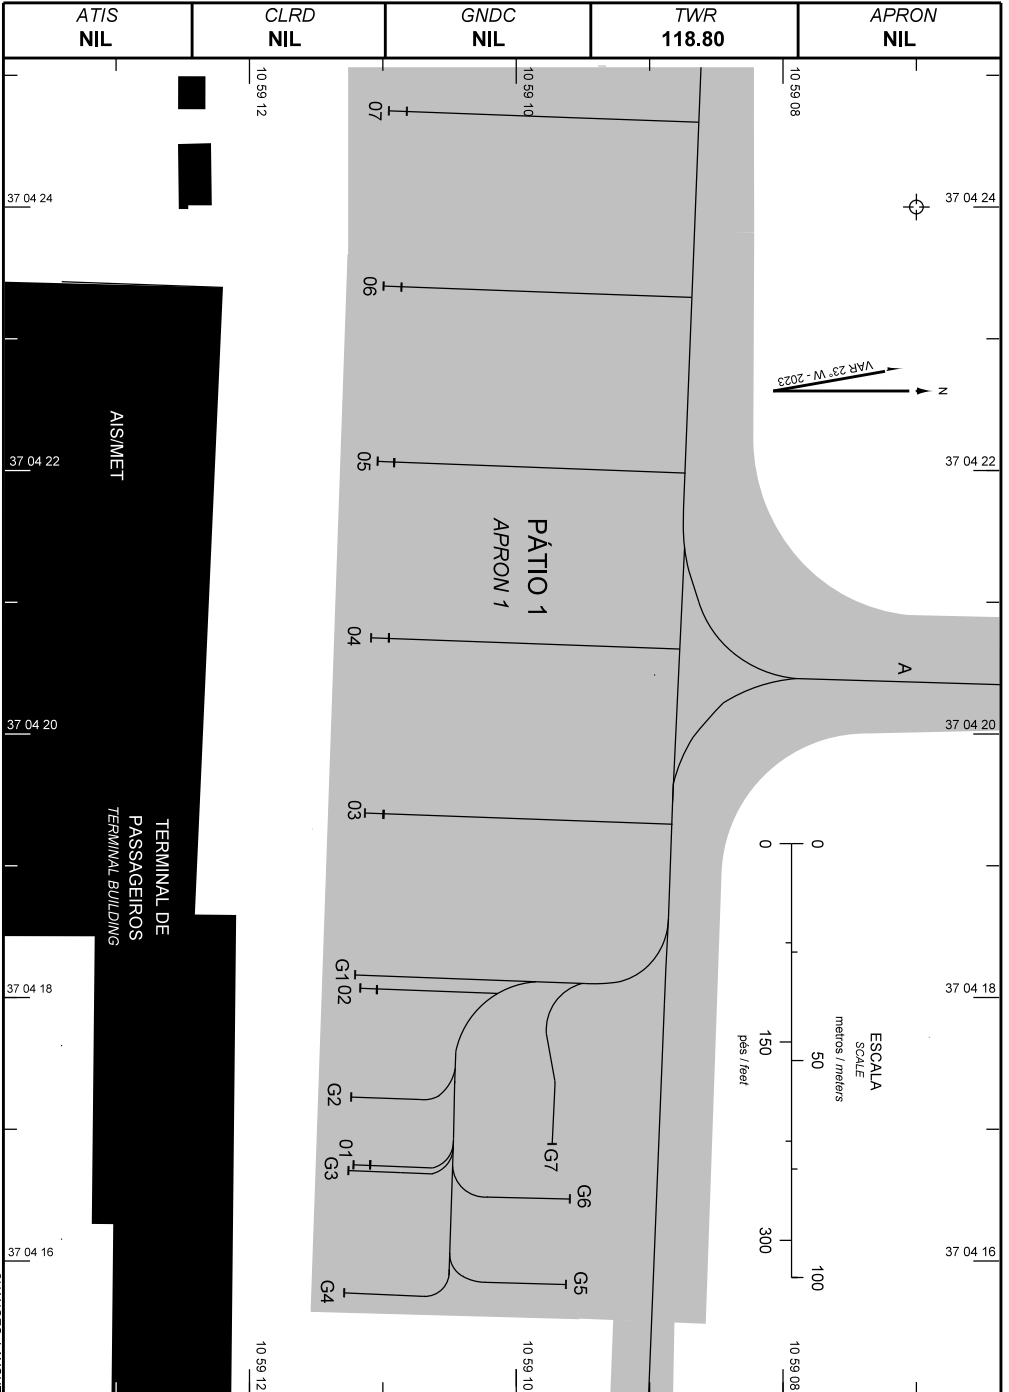 ATIS
NIL
CLRD
NIL
GNDC
NIL
TWR
118.80
APRON
NIL
10 59 12
10 59 10
10 59 08
07
37 04 24
37 04 24
06
VAR 23° W - 2023
N
AIS/MET
05
37 04 22
37 04 22
PÁTIO 1
APRON 1
04
A
37 04 20
37 04 20
03
TERMINAL DE
PASSAGEIROS
TERMINAL BUILDING
0
0
G1
02
37 04 18
37 04 18
ESCALA
SCALE
metros / meters
150
50
pés / feet
G2
01
G3
G7
G6
37 04 16
37 04 16
300
100
G4
G5
10 59 12
10 59 10
10 59 08